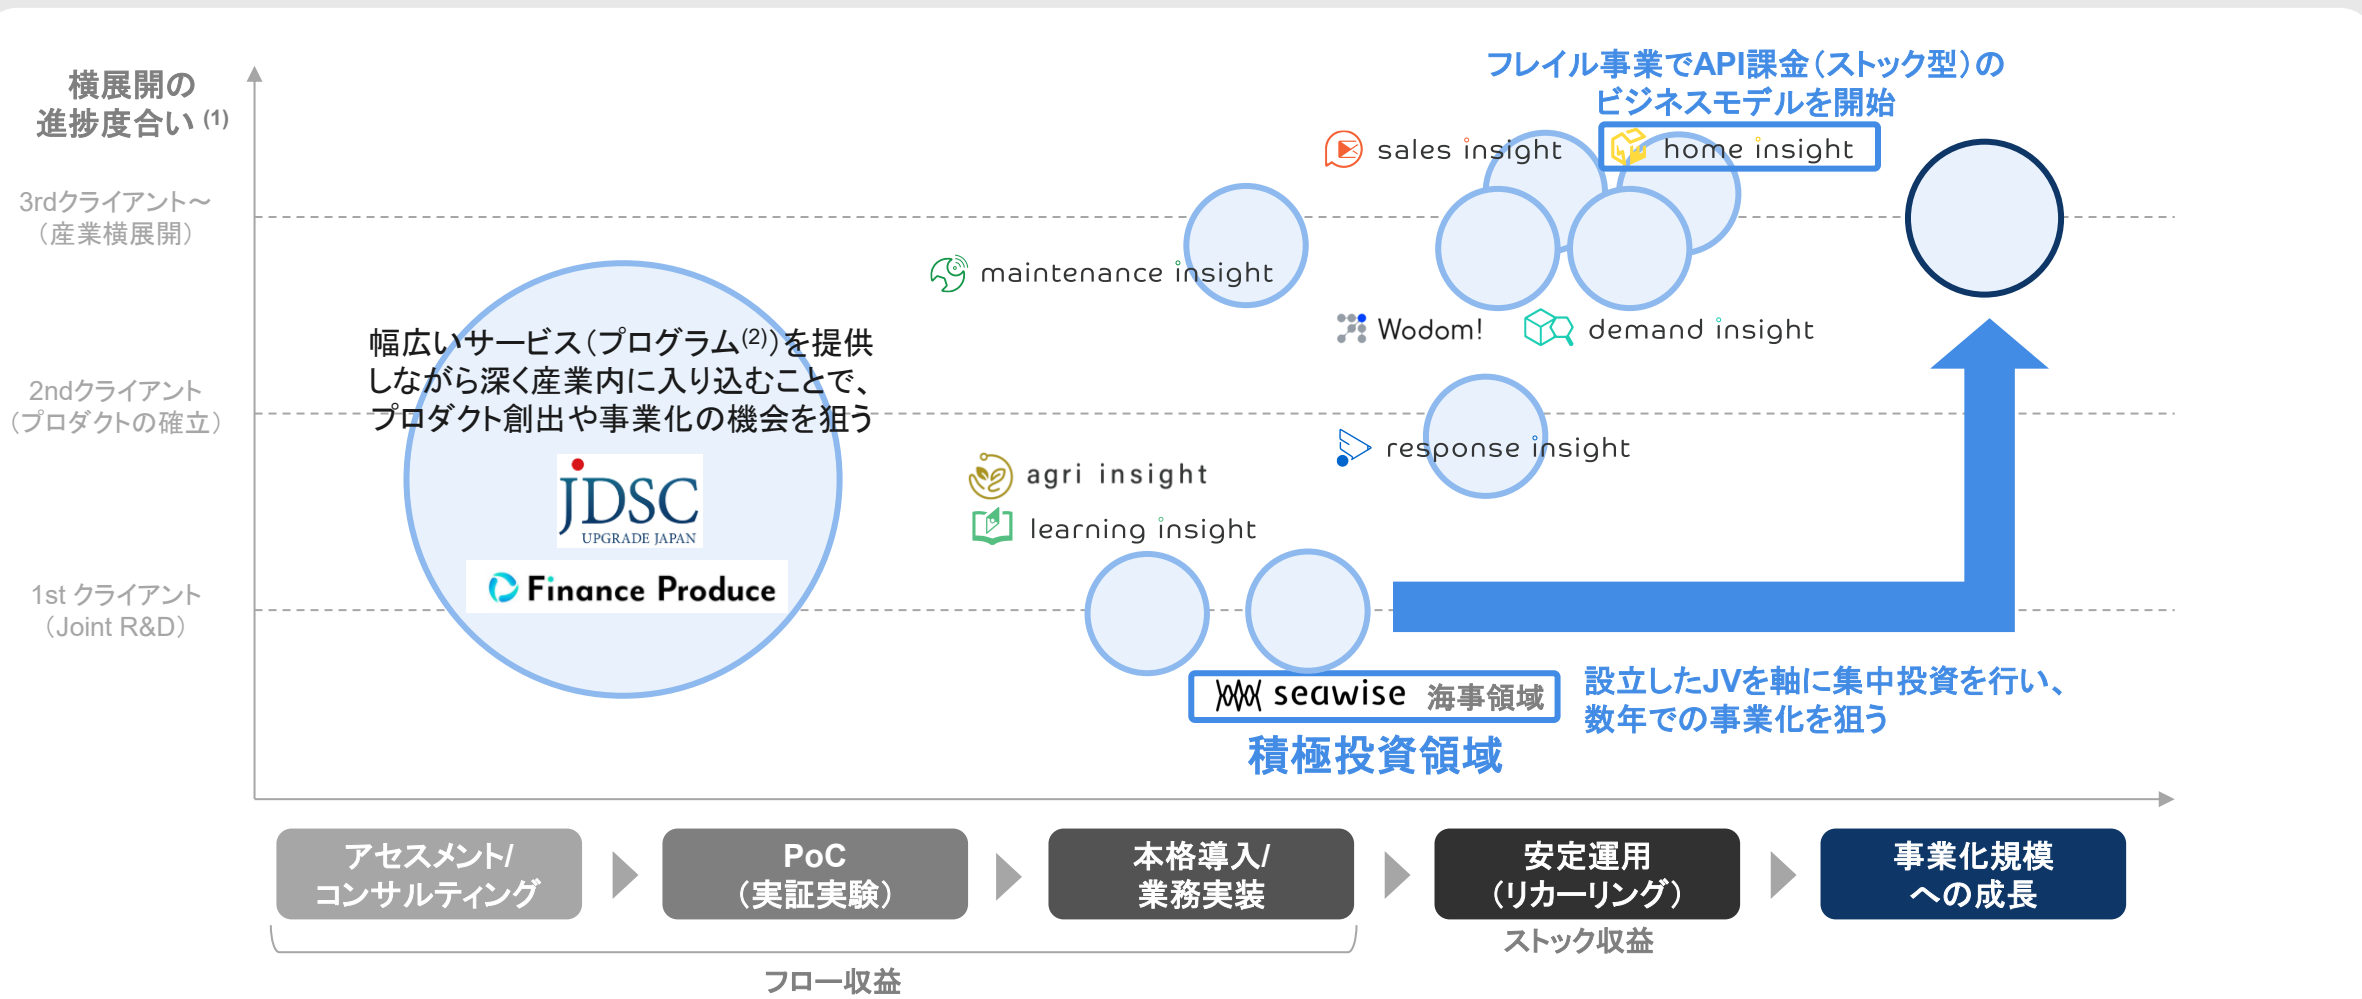 横展開の
進捗度合い (1)
3rdクライアント～
（産業横展開）
2ndクライアント
（プロダクトの確立）
1st クライアント
（Joint R&D）
フレイル事業でAPI課金（ストック型）の
ビジネスモデルを開始
sales insight
home insight
maintenance insight
Wodom!
demand insight
幅広いサービス（プログラム(2)）を提供
しながら深く産業内に入り込むことで、
プロダクト創出や事業化の機会を狙う
JDSC
UPGRADE JAPAN
Finance Produce
response insight
agri insight
learning insight
seawise 海事領域
積極投資領域
設立したJVを軸に集中投資を行い、
数年での事業化を狙う
アセスメント/
コンサルティング
PoC
（実証実験）
本格導入/
業務実装
安定運用
（リカーリング）
事業化規模
への成長
フロー収益
ストック収益